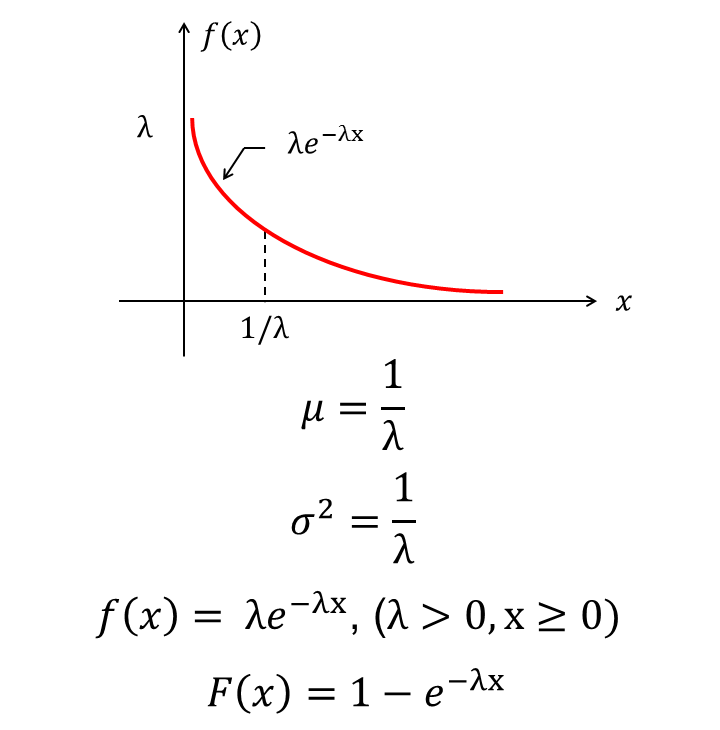 f(x)
λ
λe^{−λx}
x
1/λ
μ = 1/λ
σ² = 1/λ
f(x) = λe^{−λx}, (λ > 0, x ≥ 0)
F(x) = 1 − e^{−λx}